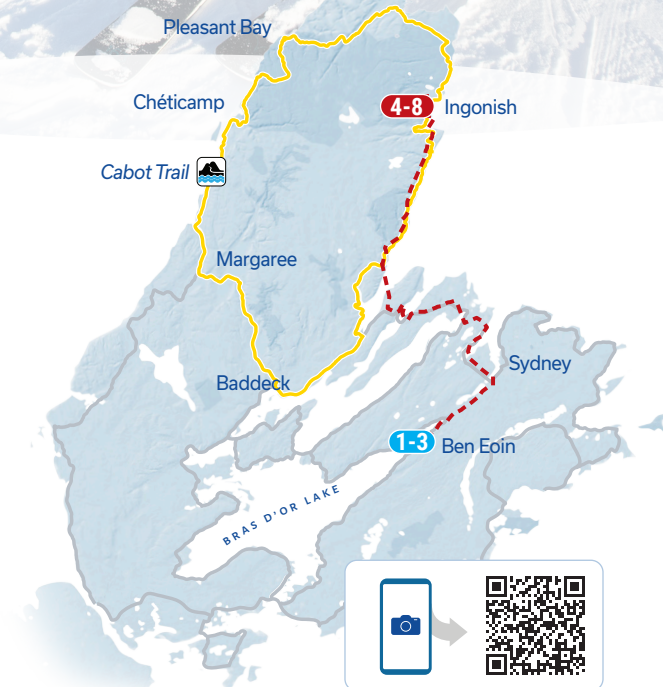 Pleasant Bay
Chéticamp
4-8 Ingonish
Cabot Trail
Margaree
Sydney
Baddeck
1-3 Ben Eoin
BRAS D'OR LAKE